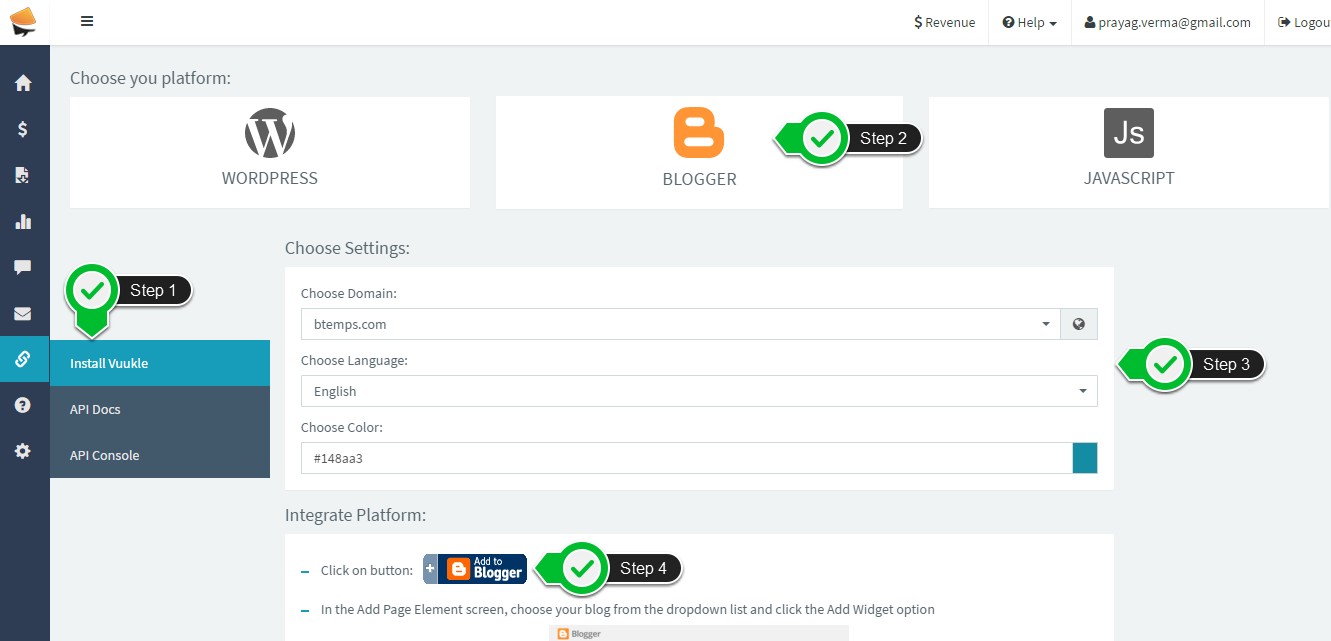 $ Revenue
Help
prayag.verma@gmail.com
Logou
Choose you platform:
WORDPRESS
BLOGGER
Step 2
Js
JAVASCRIPT
Choose Settings:
Step 1
Choose Domain:
btemps.com
Install Vuukle
Choose Language:
Step 3
English
API Docs
Choose Color:
API Console
#148aa3
Integrate Platform:
Click on button:
+
Add to
Blogger
Step 4
In the Add Page Element screen, choose your blog from the dropdown list and click the Add Widget option
Blogger